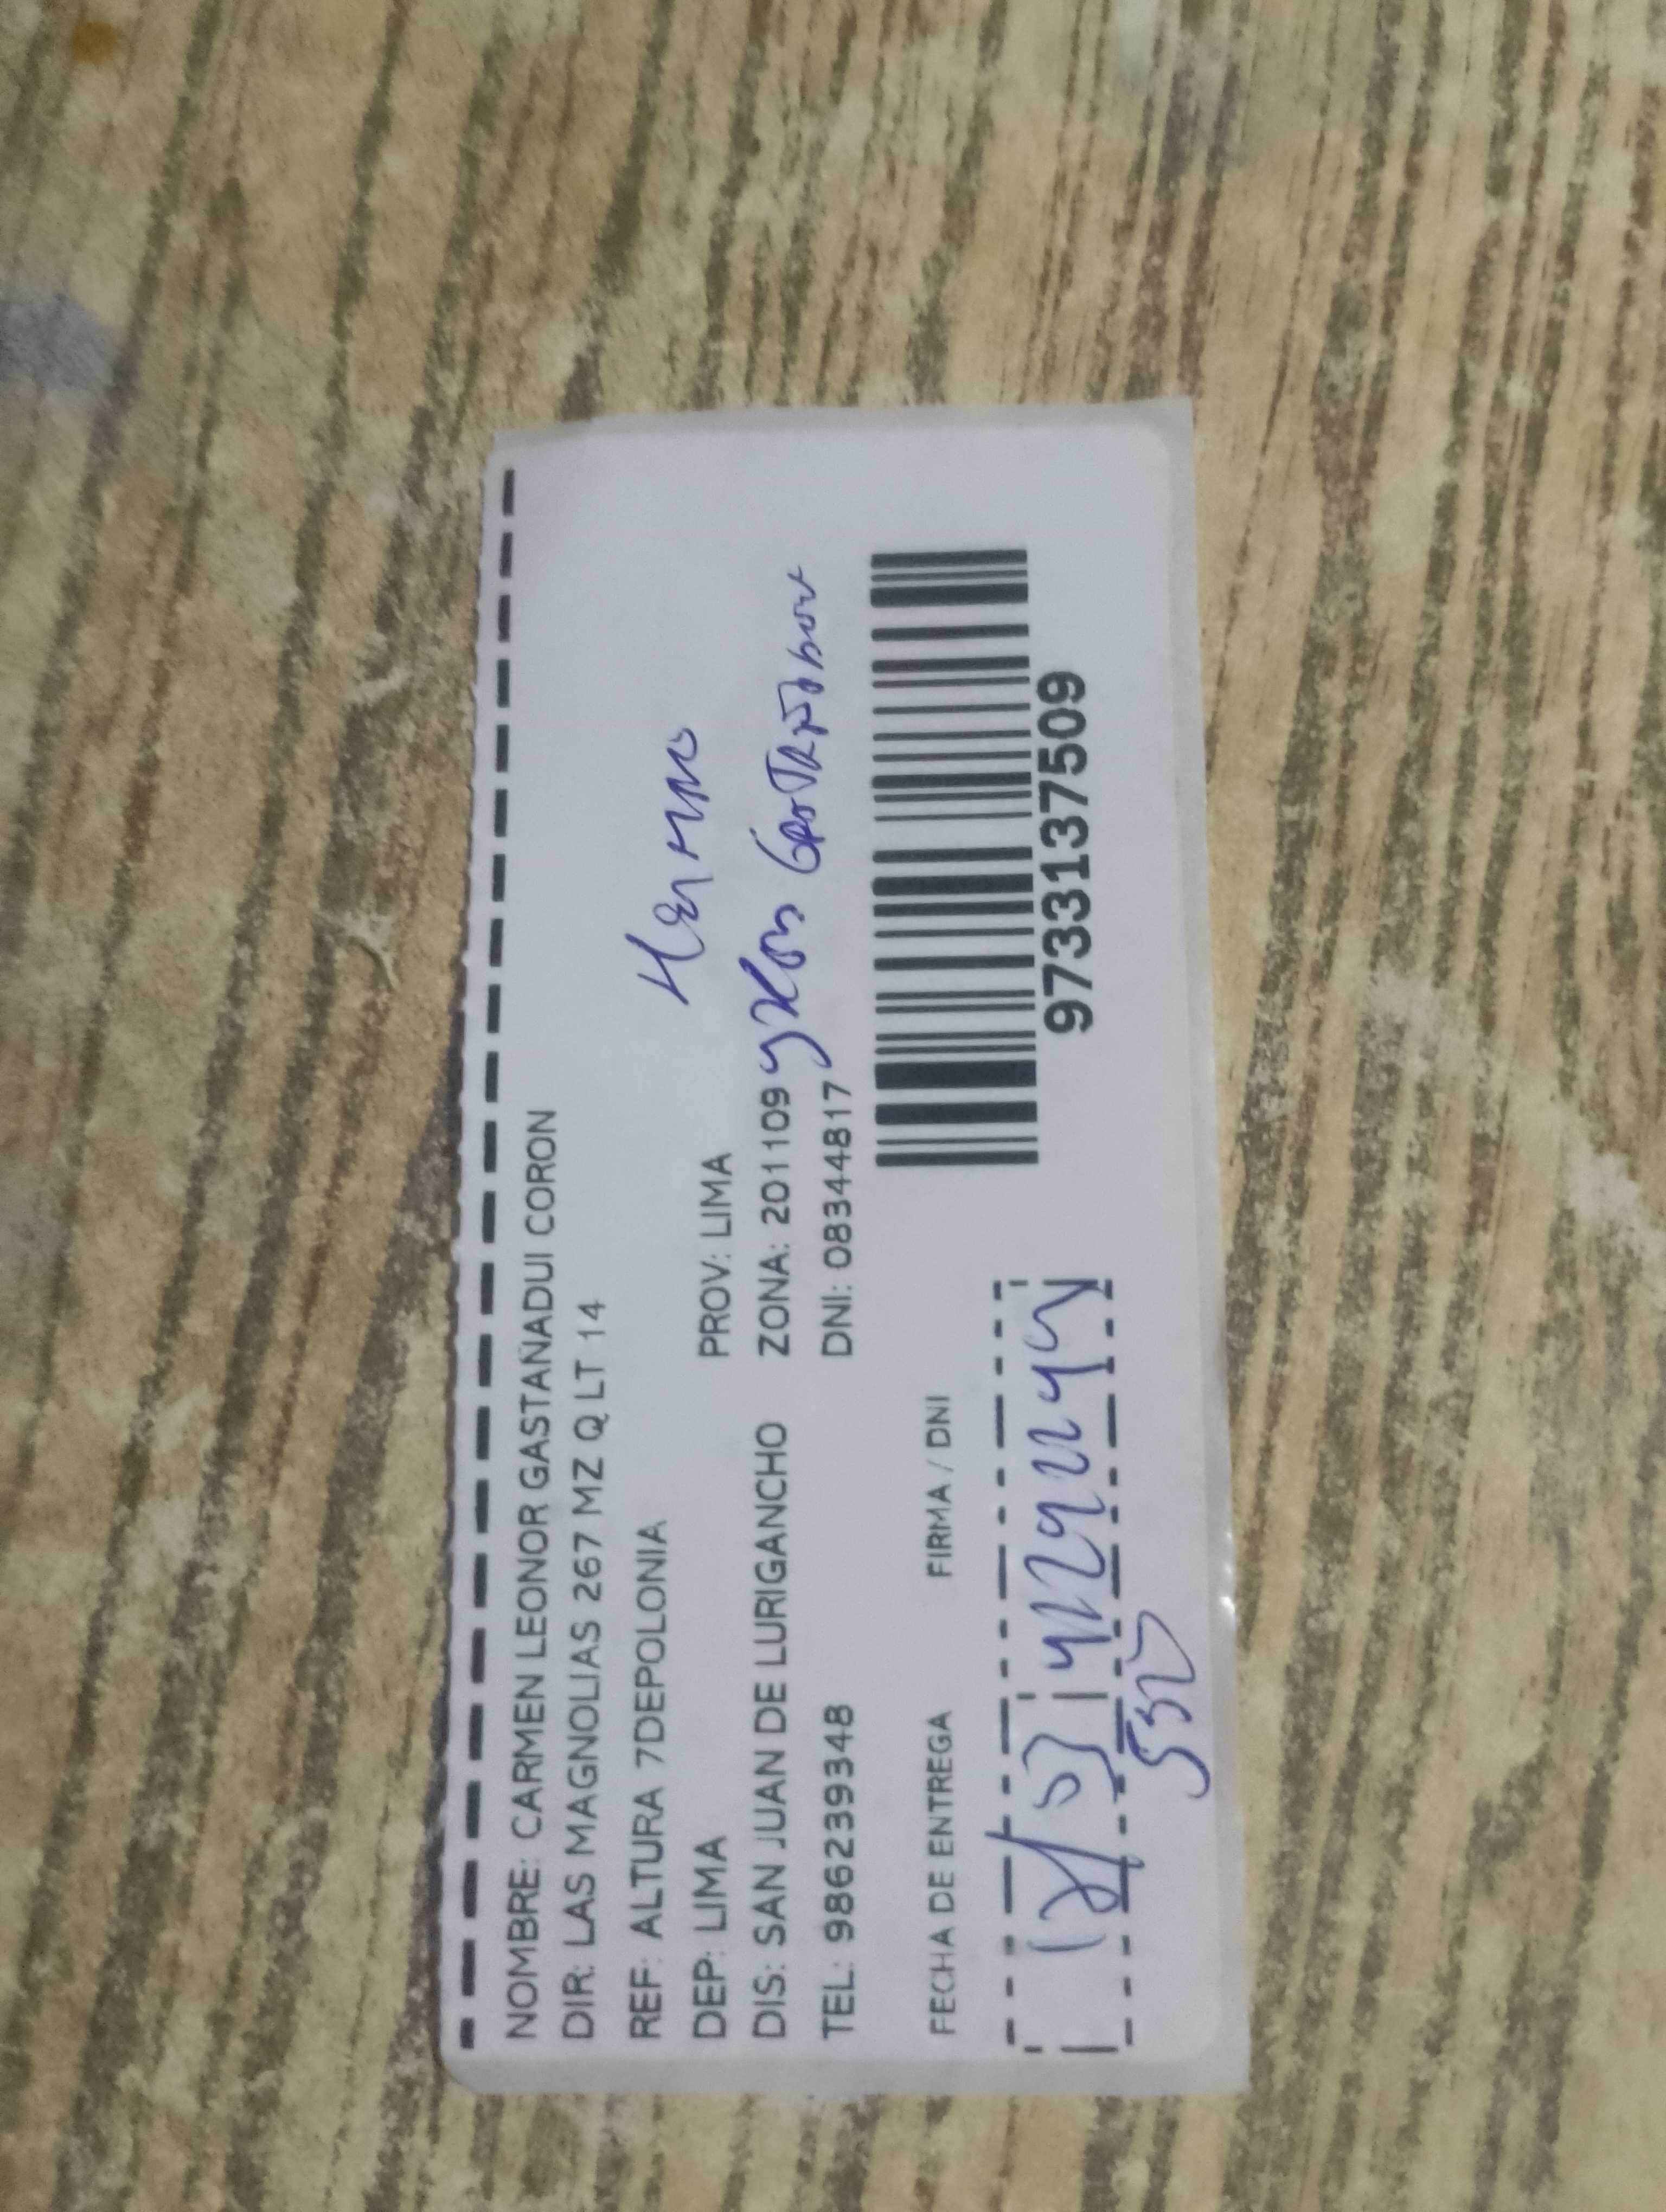 NOMBRE: CARMEN LEONOR GASTAÑADUI CORON
DIR: LAS MAGNOLIAS 267 MZ Q LT 14
REF: ALTURA 7DEPOLONIA
DEP: LIMA PROV: LIMA
DIS: SAN JUAN DE LURIGANCHO ZONA: 201109
TEL: 986239348 DNI: 08344817
9733137509
FECHA DE ENTREGA FIRMA / DNI